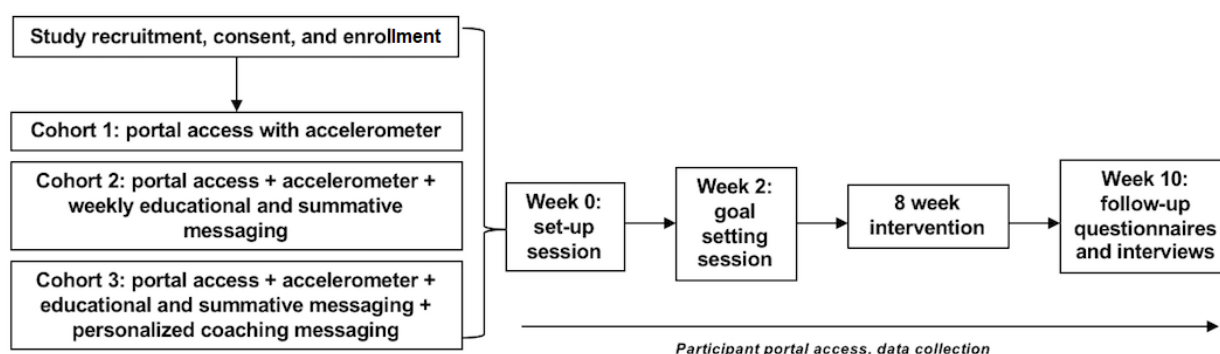 Study recruitment, consent, and enrollment
Cohort 1: portal access with accelerometer
Cohort 2: portal access + accelerometer +
weekly educational and summative
messaging
Cohort 3: portal access + accelerometer +
educational and summative messaging +
personalized coaching messaging
Week 0:
set-up
session
Week 2:
goal
setting
session
8 week
intervention
Week 10:
follow-up
questionnaires
and interviews
Participant portal access, data collection